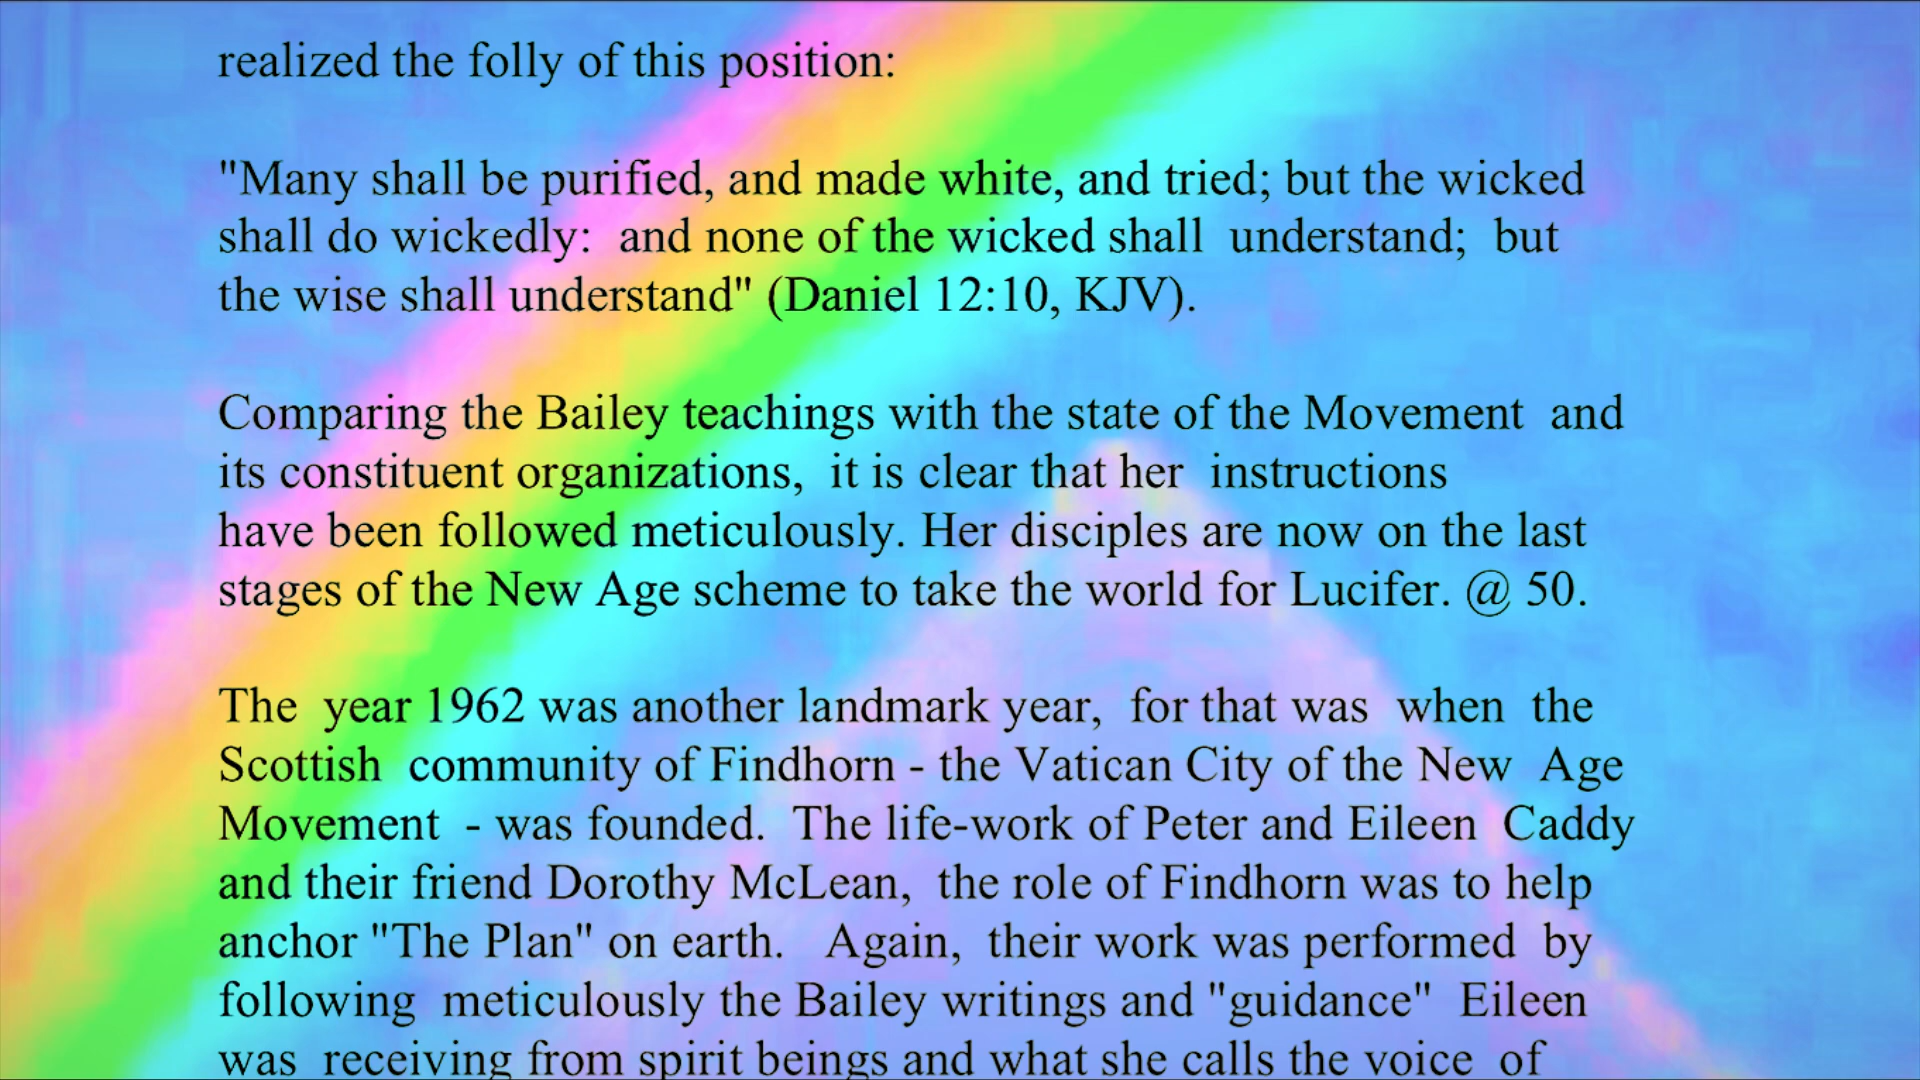 realized the folly of this position:
"Many shall be purified, and made white, and tried; but the wicked
shall do wickedly:  and none of the wicked shall  understand;  but
the wise shall understand" (Daniel 12:10, KJV).
Comparing the Bailey teachings with the state of the Movement  and
its constituent organizations,  it is clear that her  instructions
have been followed meticulously. Her disciples are now on the last
stages of the New Age scheme to take the world for Lucifer. @ 50.
The  year 1962 was another landmark year,  for that was  when  the
Scottish  community of Findhorn - the Vatican City of the New  Age
Movement  - was founded.  The life-work of Peter and Eileen  Caddy
and their friend Dorothy McLean,  the role of Findhorn was to help
anchor "The Plan" on earth.   Again,  their work was performed  by
following  meticulously the Bailey writings and "guidance"  Eileen
was  receiving from spirit beings and what she calls the voice  of